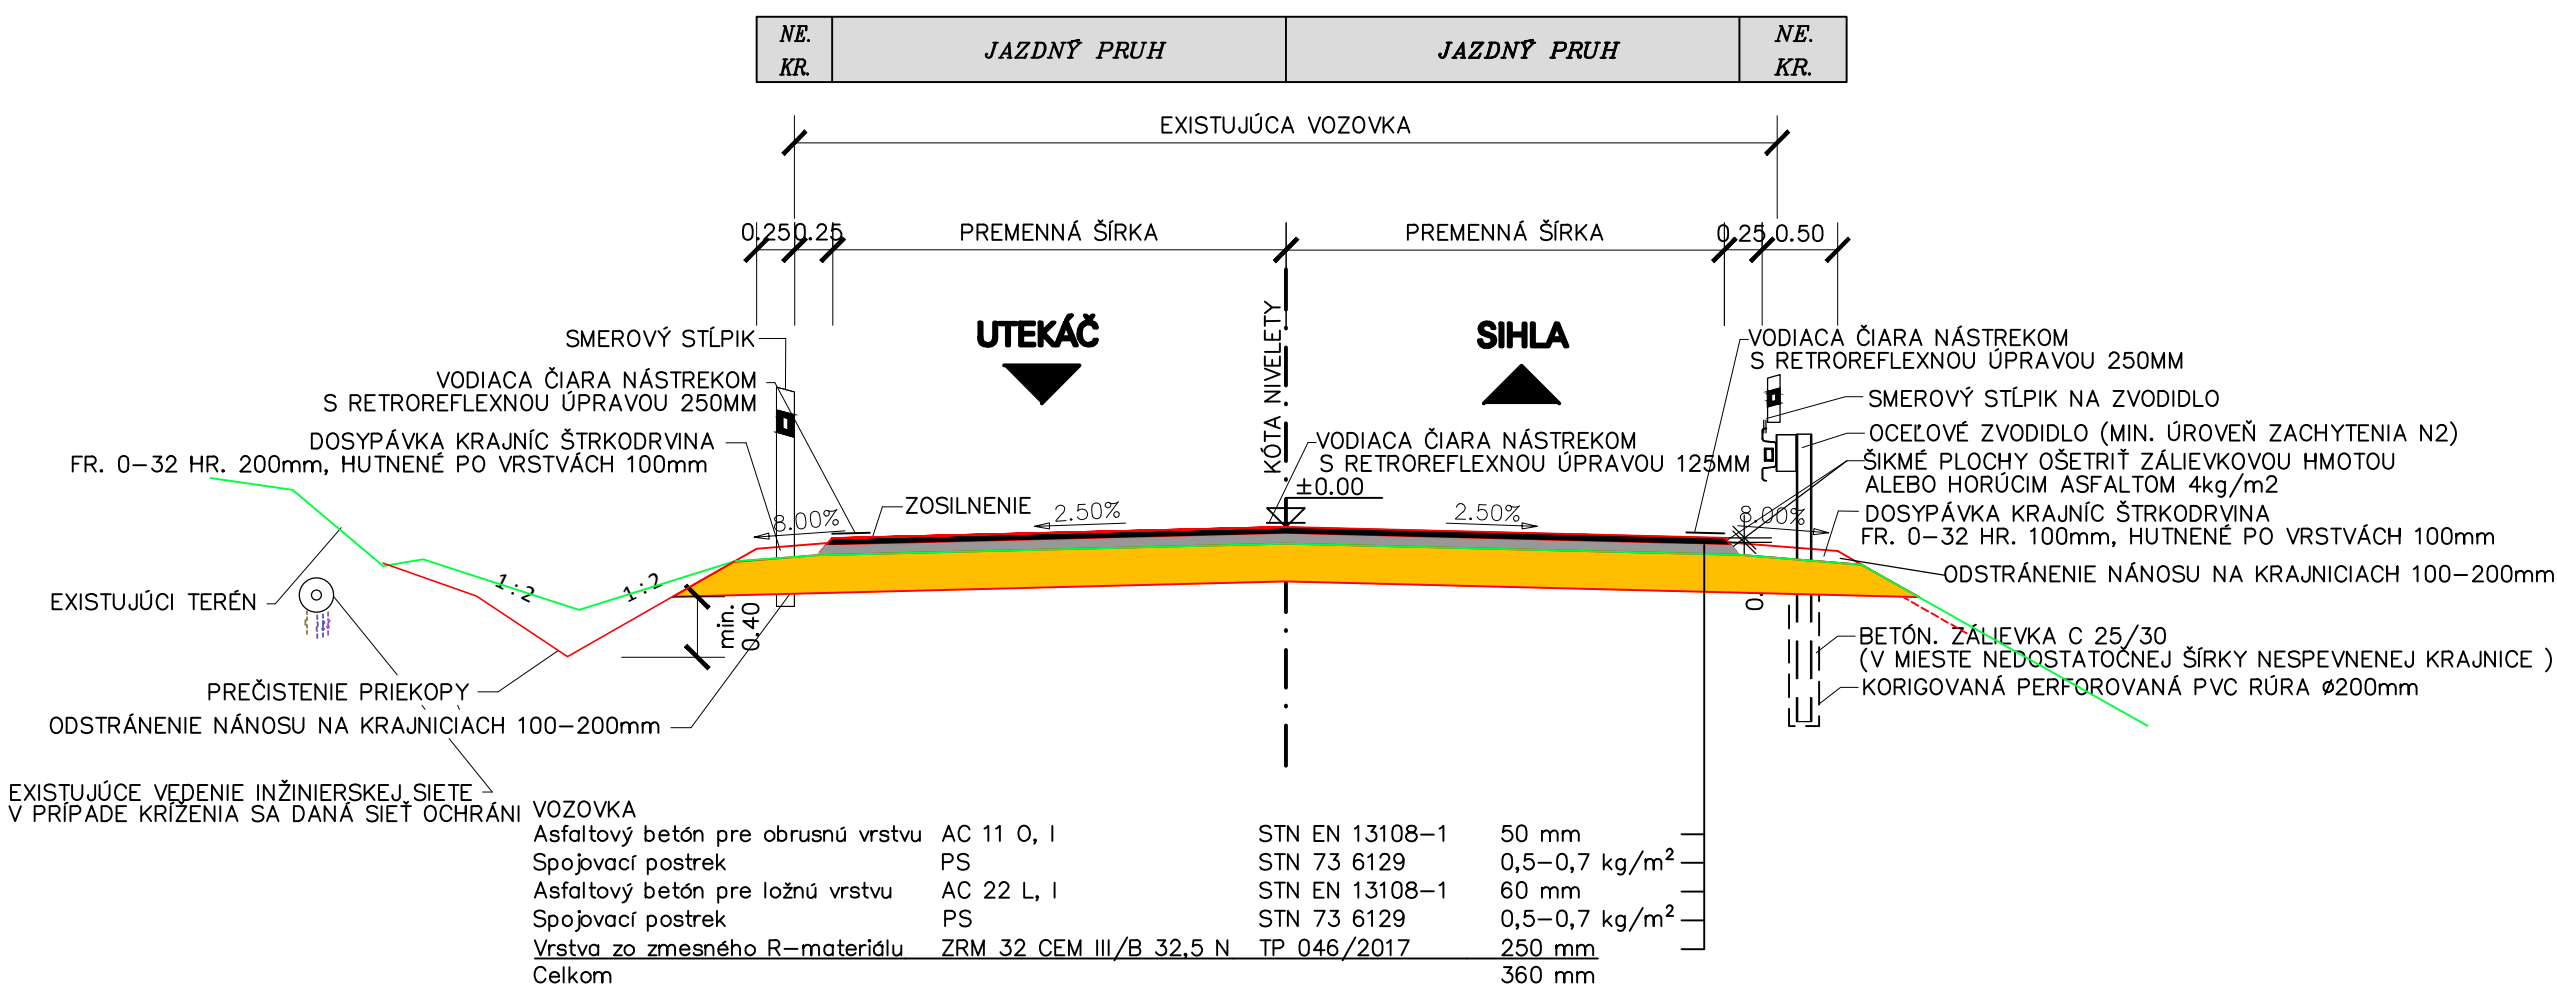 NE. KR.
JAZDNÝ PRUH
JAZDNÝ PRUH
NE. KR.
EXISTUJÚCA VOZOVKA
0.25 0.25 PREMENNÁ ŠÍRKA PREMENNÁ ŠÍRKA 0.25 0.50
UTEKÁČ
SIHLA
KÓTA NIVELETY
SMEROVÝ STĹPIK
VODIACA ČIARA NÁSTREKOM
S RETROREFLEXNOU ÚPRAVOU 250MM
DOSYPÁVKA KRAJNÍC ŠTRKODRVINA
FR. 0-32 HR. 200mm, HUTNENÉ PO VRSTVÁCH 100mm
ZOSILNENIE
8.00%
2.50%
VODIACA ČIARA NÁSTREKOM
S RETROREFLEXNOU ÚPRAVOU 125MM
±0.00
2.50%
8.00%
VODIACA ČIARA NÁSTREKOM
S RETROREFLEXNOU ÚPRAVOU 250MM
SMEROVÝ STĹPIK NA ZVODIDLO
OCEĽOVÉ ZVODIDLO (MIN. ÚROVEŇ ZACHYTENIA N2)
ŠIKMÉ PLOCHY OŠETRIŤ ZÁLIEVKOVOU HMOTOU
ALEBO HORÚCIM ASFALTOM 4kg/m2
DOSYPÁVKA KRAJNÍC ŠTRKODRVINA
FR. 0-32 HR. 100mm, HUTNENÉ PO VRSTVÁCH 100mm
ODSTRÁNENIE NÁNOSU NA KRAJNICIACH 100-200mm
BETÓN. ZÁLIEVKA C 25/30
(V MIESTE NEDOSTATOČNEJ ŠÍRKY NESPEVNENEJ KRAJNICE )
KORIGOVANÁ PERFOROVANÁ PVC RÚRA ø200mm
1:2
1:2
min.
0.40
0.
EXISTUJÚCI TERÉN
PREČISTENIE PRIEKOPY
ODSTRÁNENIE NÁNOSU NA KRAJNICIACH 100-200mm
EXISTUJÚCE VEDENIE INŽINIERSKEJ SIETE
V PRÍPADE KRÍŽENIA SA DANÁ SIEŤ OCHRÁNI
VOZOVKA
Asfaltový betón pre obrusnú vrstvu AC 11 O, I STN EN 13108-1 50 mm
Spojovací postrek PS STN 73 6129 0,5-0,7 kg/m²
Asfaltový betón pre ložnú vrstvu AC 22 L, I STN EN 13108-1 60 mm
Spojovací postrek PS STN 73 6129 0,5-0,7 kg/m²
Vrstva zo zmesného R-materiálu ZRM 32 CEM III/B 32,5 N TP 046/2017 250 mm
Celkom 360 mm